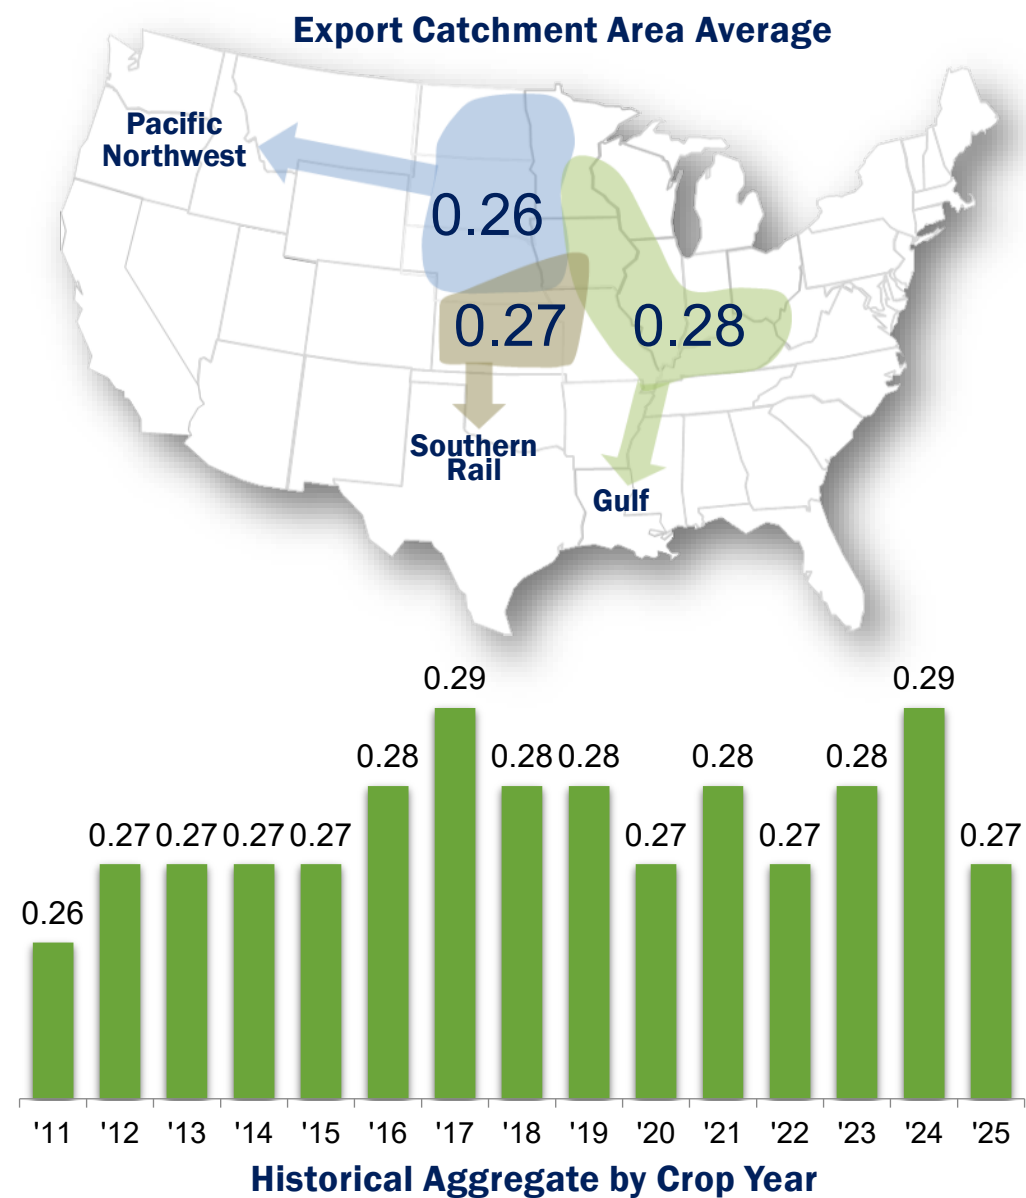 Export Catchment Area Average
Pacific
Northwest
0.26
0.27
0.28
Southern
Rail
Gulf
0.26
0.27
0.27
0.27
0.27
0.28
0.29
0.28
0.28
0.27
0.28
0.27
0.28
0.29
0.27
'11 '12 '13 '14 '15 '16 '17 '18 '19 '20 '21 '22 '23 '24 '25
Historical Aggregate by Crop Year